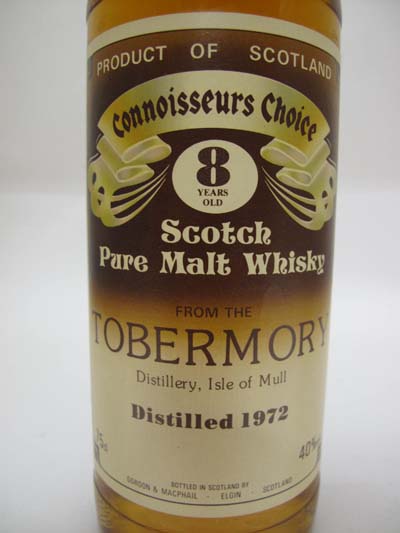 PRODUCT OF SCOTLAND
Connoisseurs Choice
8
YEARS
OLD
Scotch
Pure Malt Whisky
FROM THE
TOBERMORY
Distillery, Isle of Mull
Distilled 1972
5cl 40%
BOTTLED IN SCOTLAND BY
GORDON & MACPHAIL · ELGIN · SCOTLAND